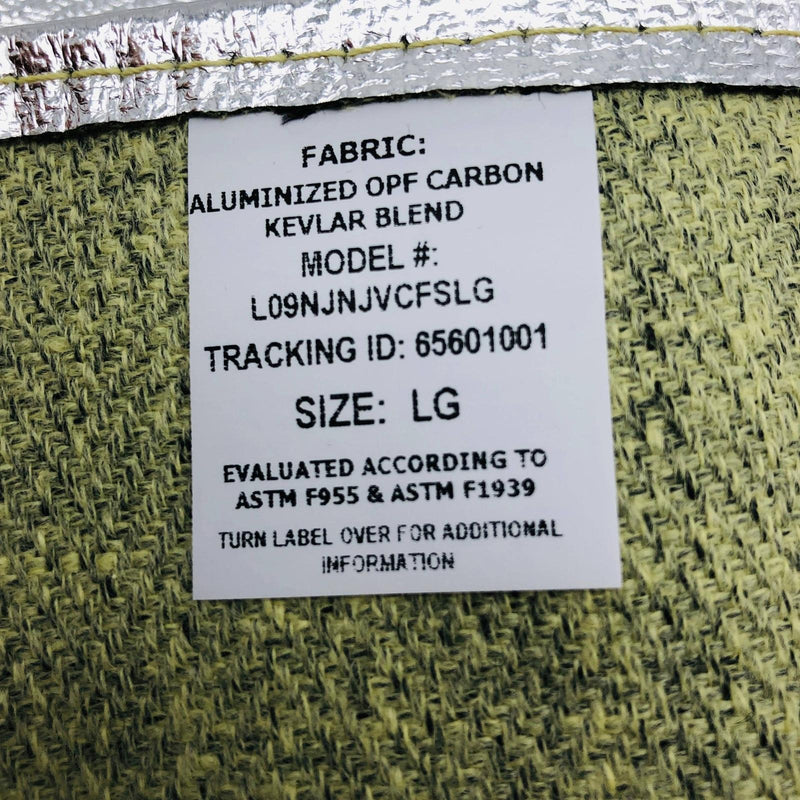 FABRIC:
ALUMINIZED OPF CARBON
KEVLAR BLEND
MODEL #:
L09NJNJVCFSLG
TRACKING ID: 65601001
SIZE: LG
EVALUATED ACCORDING TO
ASTM F955 & ASTM F1939
TURN LABEL OVER FOR ADDITIONAL
INFORMATION